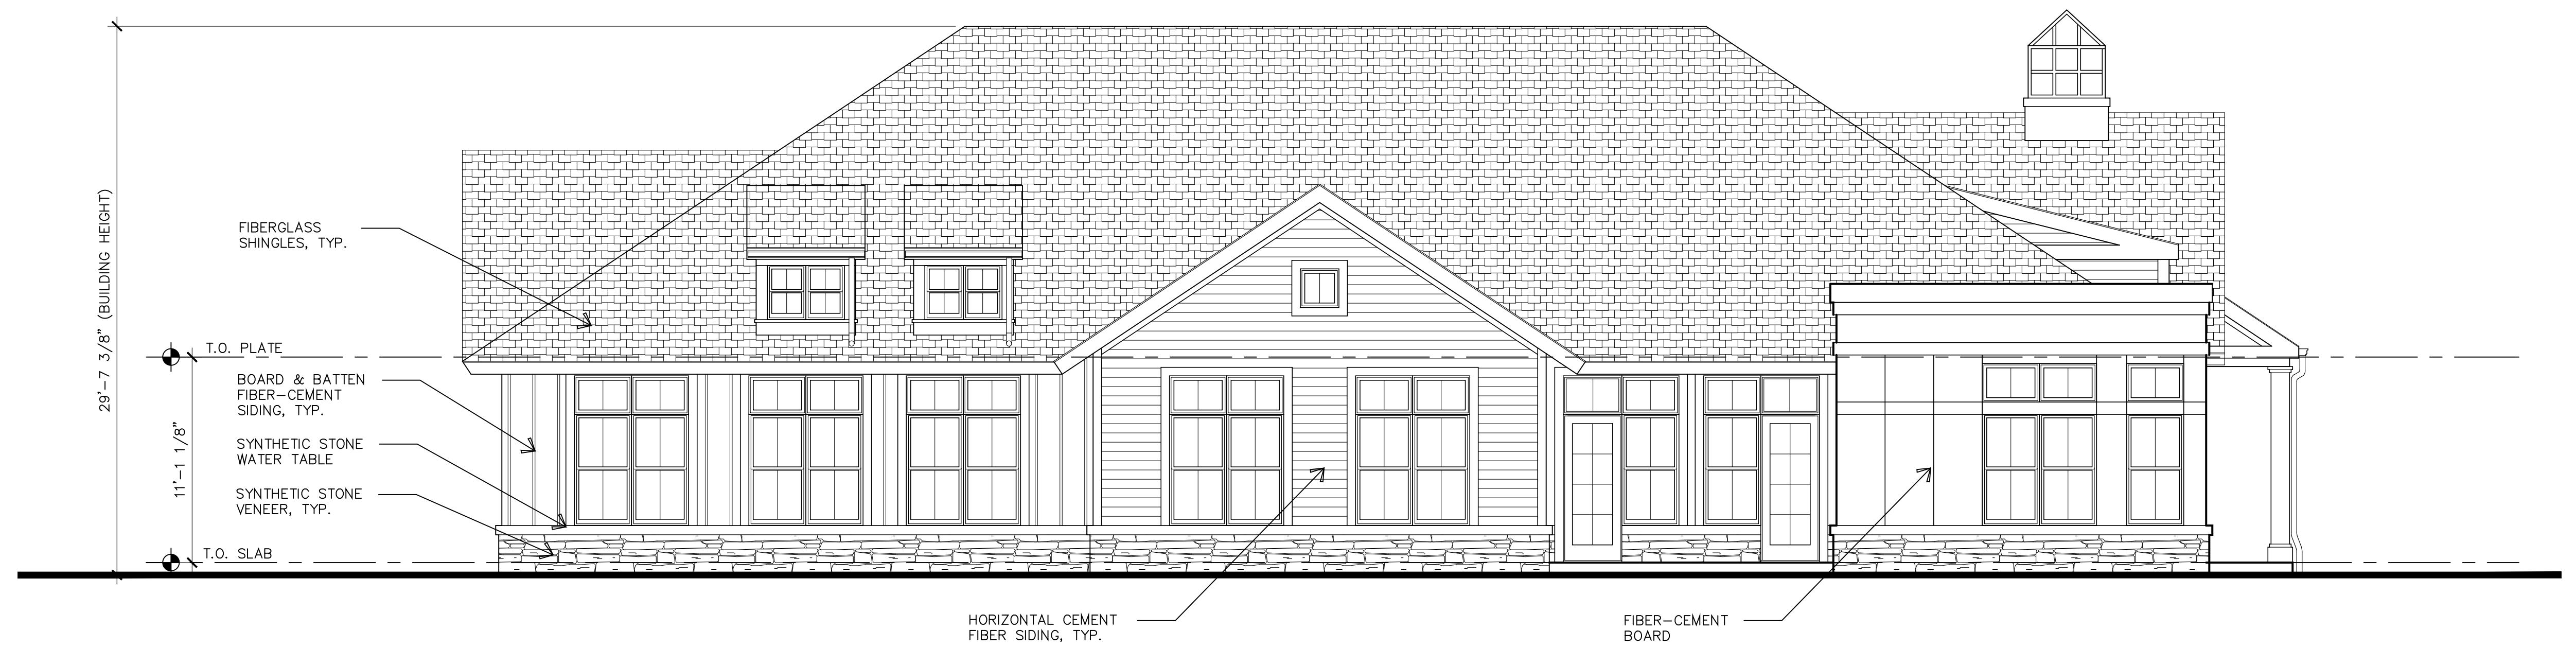 29'-7 3/8" (BUILDING HEIGHT)
FIBERGLASS
SHINGLES, TYP.
T.O. PLATE
BOARD & BATTEN
FIBER-CEMENT
SIDING, TYP.
11'-1 1/8"
SYNTHETIC STONE
WATER TABLE
SYNTHETIC STONE
VENEER, TYP.
T.O. SLAB
HORIZONTAL CEMENT
FIBER SIDING, TYP.
FIBER-CEMENT
BOARD